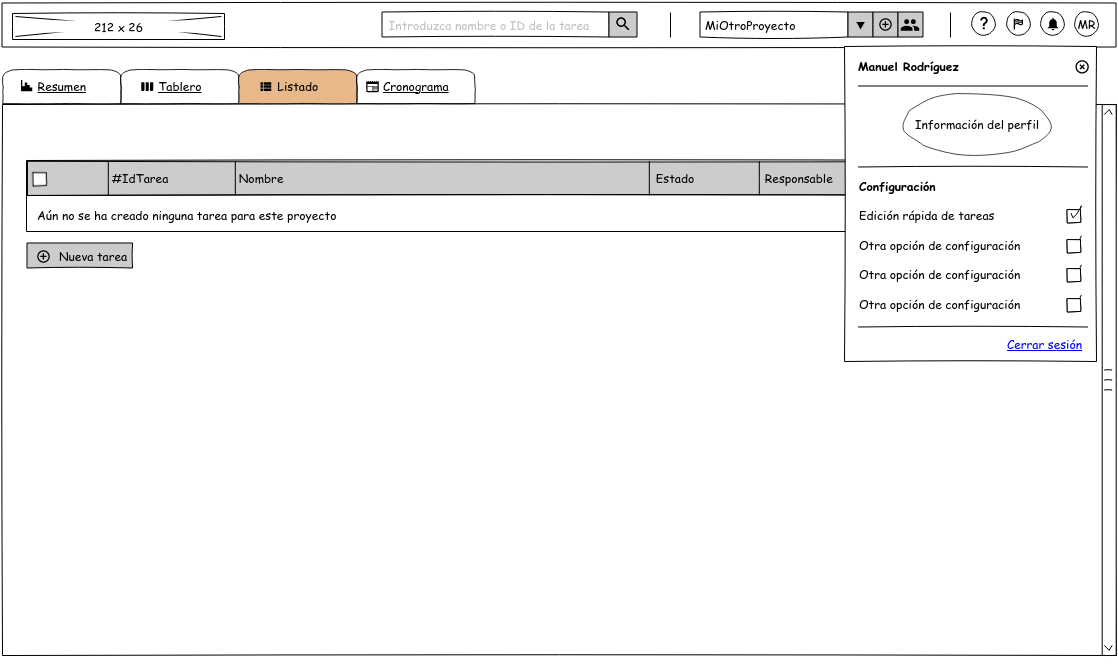 212 x 26
Introduzca nombre o ID de la tarea
MiOtroProyecto
?
MR
Manuel Rodríguez
Resumen
Tablero
Listado
Cronograma
Información del perfil
#IdTarea
Nombre
Estado
Responsable
Configuración
Aún no se ha creado ninguna tarea para este proyecto
Edición rápida de tareas
Nueva tarea
Otra opción de configuración
Otra opción de configuración
Otra opción de configuración
Cerrar sesión